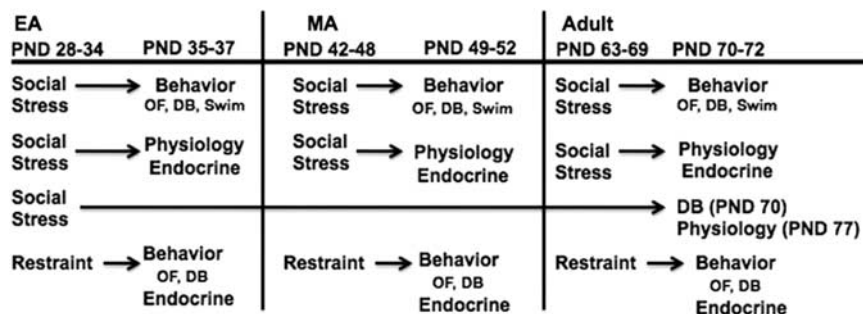 EA MA Adult
PND 28-34 PND 35-37 PND 42-48 PND 49-52 PND 63-69 PND 70-72
Social Behavior Social Behavior Social Behavior
Stress OF, DB, Swim Stress OF, DB, Swim Stress OF, DB, Swim
Social Physiology Social Physiology Social Physiology
Stress Endocrine Stress Endocrine Stress Endocrine
Social DB (PND 70)
Stress Physiology (PND 77)
Restraint Behavior Restraint Behavior Restraint Behavior
OF, DB OF, DB OF, DB
Endocrine Endocrine Endocrine